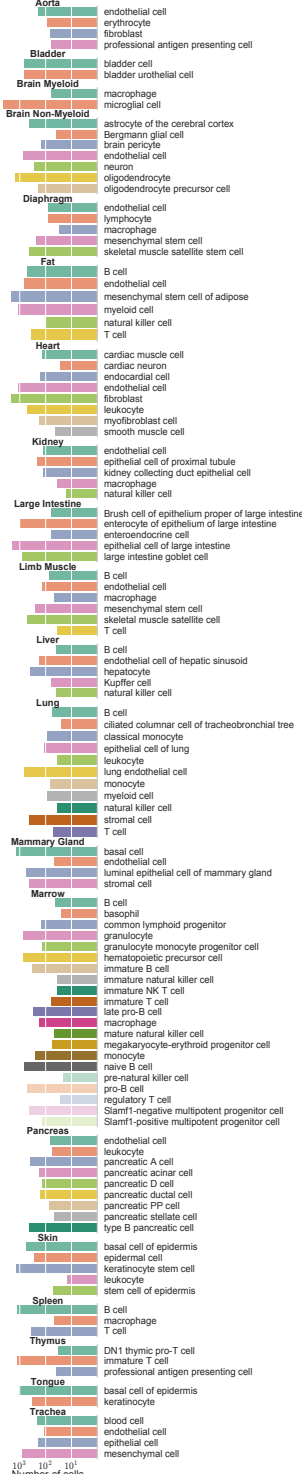 Aorta
endothelial cell
erythrocyte
fibroblast
professional antigen presenting cell
Bladder
bladder cell
bladder urothelial cell
Brain Myeloid
macrophage
microglial cell
Brain Non-Myeloid
astrocyte of the cerebral cortex
Bergmann glial cell
brain pericyte
endothelial cell
neuron
oligodendrocyte
oligodendrocyte precursor cell
Diaphragm
endothelial cell
lymphocyte
macrophage
mesenchymal stem cell
skeletal muscle satellite stem cell
Fat
B cell
endothelial cell
mesenchymal stem cell of adipose
myeloid cell
natural killer cell
T cell
Heart
cardiac muscle cell
cardiac neuron
endocardial cell
endothelial cell
fibroblast
leukocyte
myofibroblast cell
smooth muscle cell
Kidney
endothelial cell
epithelial cell of proximal tubule
kidney collecting duct epithelial cell
macrophage
natural killer cell
Large Intestine
Brush cell of epithelium proper of large intestine
enterocyte of epithelium of large intestine
enteroendocrine cell
epithelial cell of large intestine
large intestine goblet cell
Limb Muscle
B cell
endothelial cell
macrophage
mesenchymal stem cell
skeletal muscle satellite cell
T cell
Liver
B cell
endothelial cell of hepatic sinusoid
hepatocyte
Kupffer cell
natural killer cell
Lung
B cell
ciliated columnar cell of tracheobronchial tree
classical monocyte
epithelial cell of lung
leukocyte
lung endothelial cell
monocyte
myeloid cell
natural killer cell
stromal cell
T cell
Mammary Gland
basal cell
endothelial cell
luminal epithelial cell of mammary gland
stromal cell
Marrow
B cell
basophil
common lymphoid progenitor
granulocyte
granulocyte monocyte progenitor cell
hematopoietic precursor cell
immature B cell
immature natural killer cell
immature NK T cell
immature T cell
late pro-B cell
macrophage
mature natural killer cell
megakaryocyte-erythroid progenitor cell
monocyte
naive B cell
pre-natural killer cell
pro-B cell
regulatory T cell
Slamf1-negative multipotent progenitor cell
Slamf1-positive multipotent progenitor cell
Pancreas
endothelial cell
leukocyte
pancreatic A cell
pancreatic acinar cell
pancreatic D cell
pancreatic ductal cell
pancreatic PP cell
pancreatic stellate cell
type B pancreatic cell
Skin
basal cell of epidermis
epidermal cell
keratinocyte stem cell
leukocyte
stem cell of epidermis
Spleen
B cell
macrophage
T cell
Thymus
DN1 thymic pro-T cell
immature T cell
professional antigen presenting cell
Tongue
basal cell of epidermis
keratinocyte
Trachea
blood cell
endothelial cell
epithelial cell
mesenchymal cell
10³ 10² 10¹
Number of cells